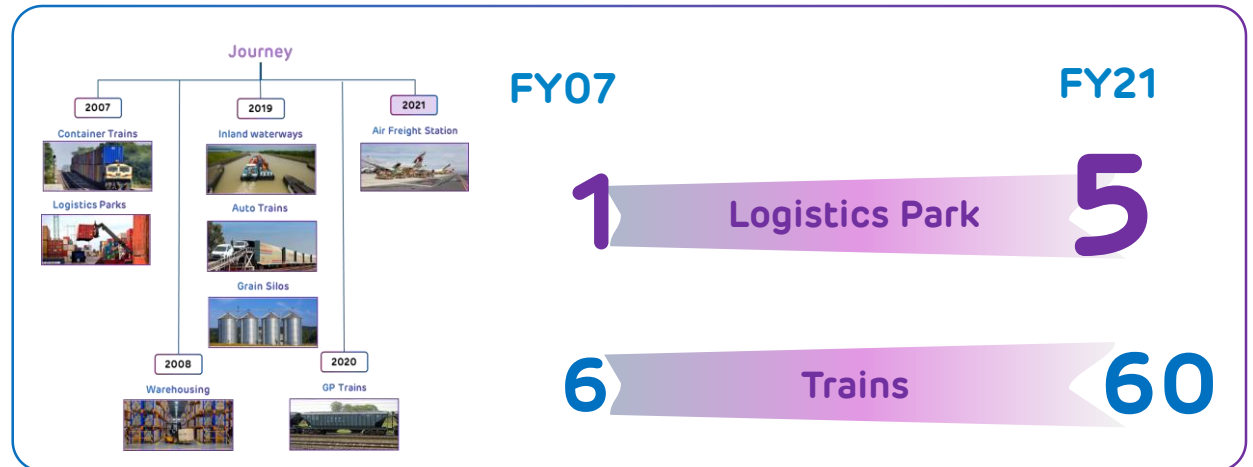 Journey
2007
Container Trains
Logistics Parks
2008
Warehousing
2019
Inland waterways
Auto Trains
Grain Silos
2020
GP Trains
2021
Air Freight Station
FY07
FY21
1
Logistics Park
5
6
Trains
60